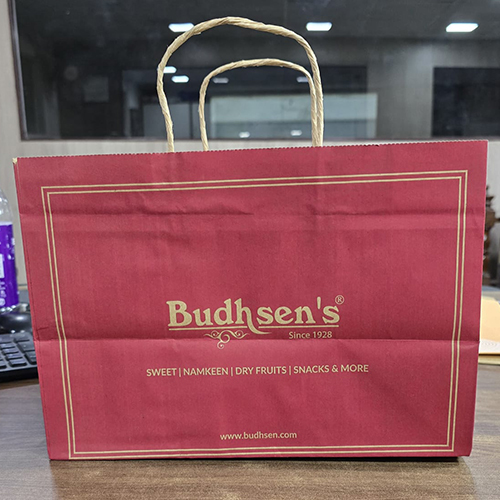 Budhsen's®
Since 1928
SWEET | NAMKEEN | DRY FRUITS | SNACKS & MORE
www.budhsen.com